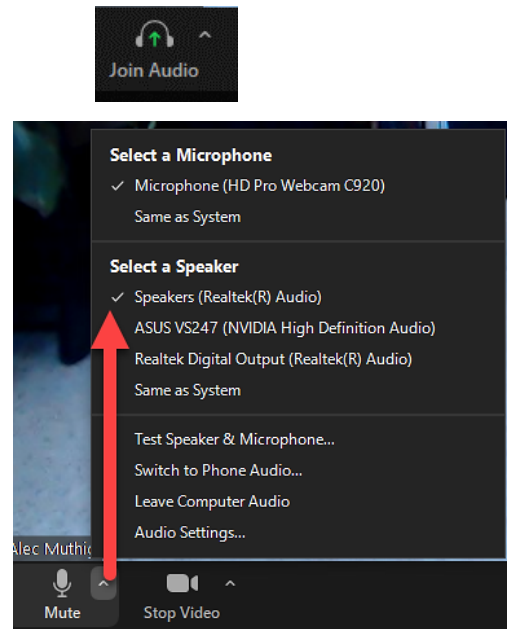 Join Audio
Select a Microphone
✓ Microphone (HD Pro Webcam C920)
Same as System
Select a Speaker
✓ Speakers (Realtek(R) Audio)
ASUS VS247 (NVIDIA High Definition Audio)
Realtek Digital Output (Realtek(R) Audio)
Same as System
Test Speaker & Microphone...
Switch to Phone Audio...
Leave Computer Audio
Audio Settings...
Alec
Mute Stop Video